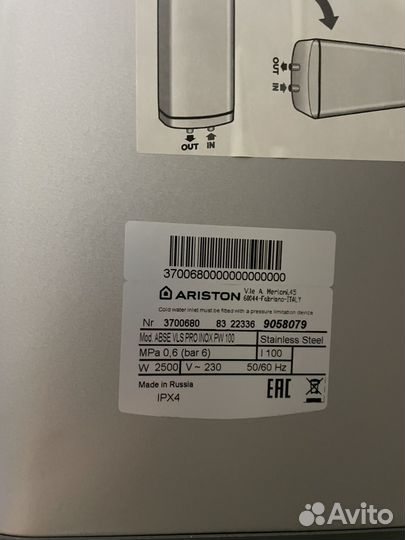 OUT IN
OUT
IN
3700680000000000000
ARISTON V.le A. Merloni,45
60044-Fabriano-ITALY
Cold water inlet must be fitted with a pressure limitation device
Nr 3700680 83 22336 9058079
Mod. ABSE VLS PRO INOX PW 100 Stainless Steel
MPa 0,6 (bar 6) l 100
W 2500 V~ 230 50/60 Hz
Made in Russia
IPX4
EAC
Avito